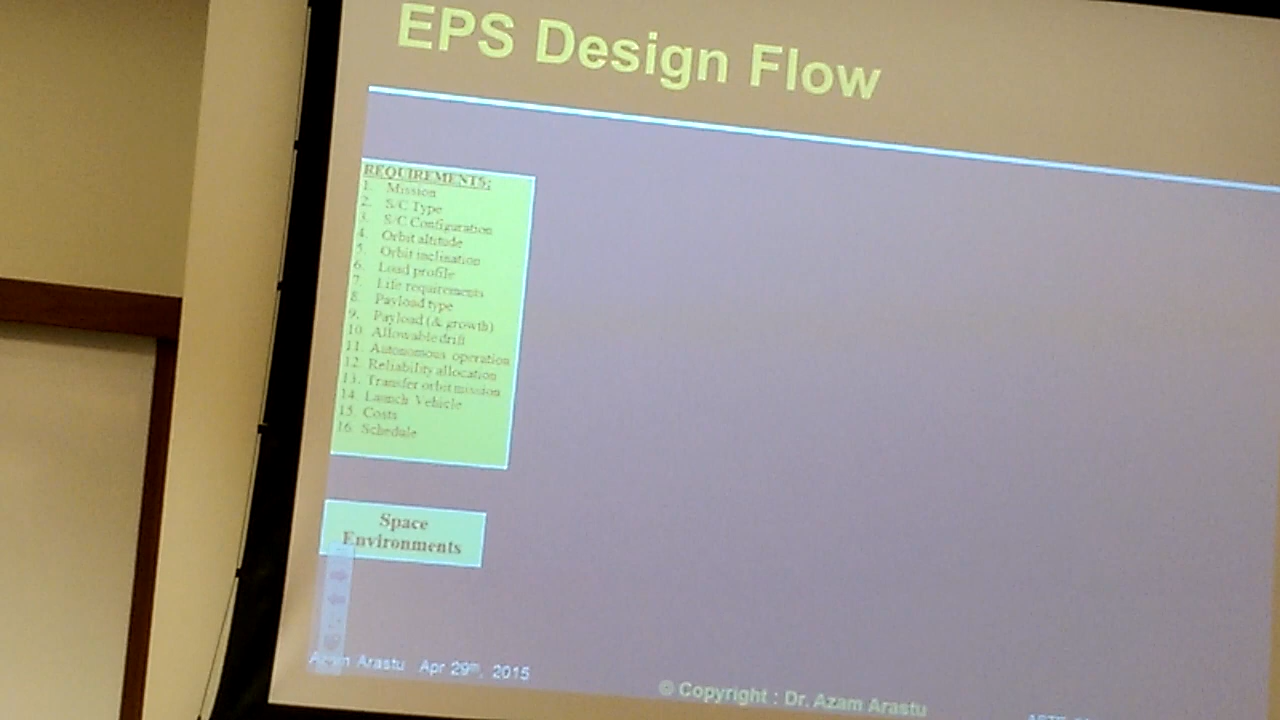 EPS Design Flow
REQUIREMENTS:
1. Mission
2. S/C Type
3. S/C Configuration
4. Orbit altitude
5. Orbit inclination
6. Load profile
7. Life requirements
8. Payload type
9. Payload (& growth)
10. Allowable drift
11. Autonomous operation
12. Reliability allocation
13. Transfer orbit mission
14. Launch Vehicle
15. Costs
16. Schedule
Space
Environments
Azam Arastu Apr 29th, 2015
© Copyright : Dr. Azam Arastu